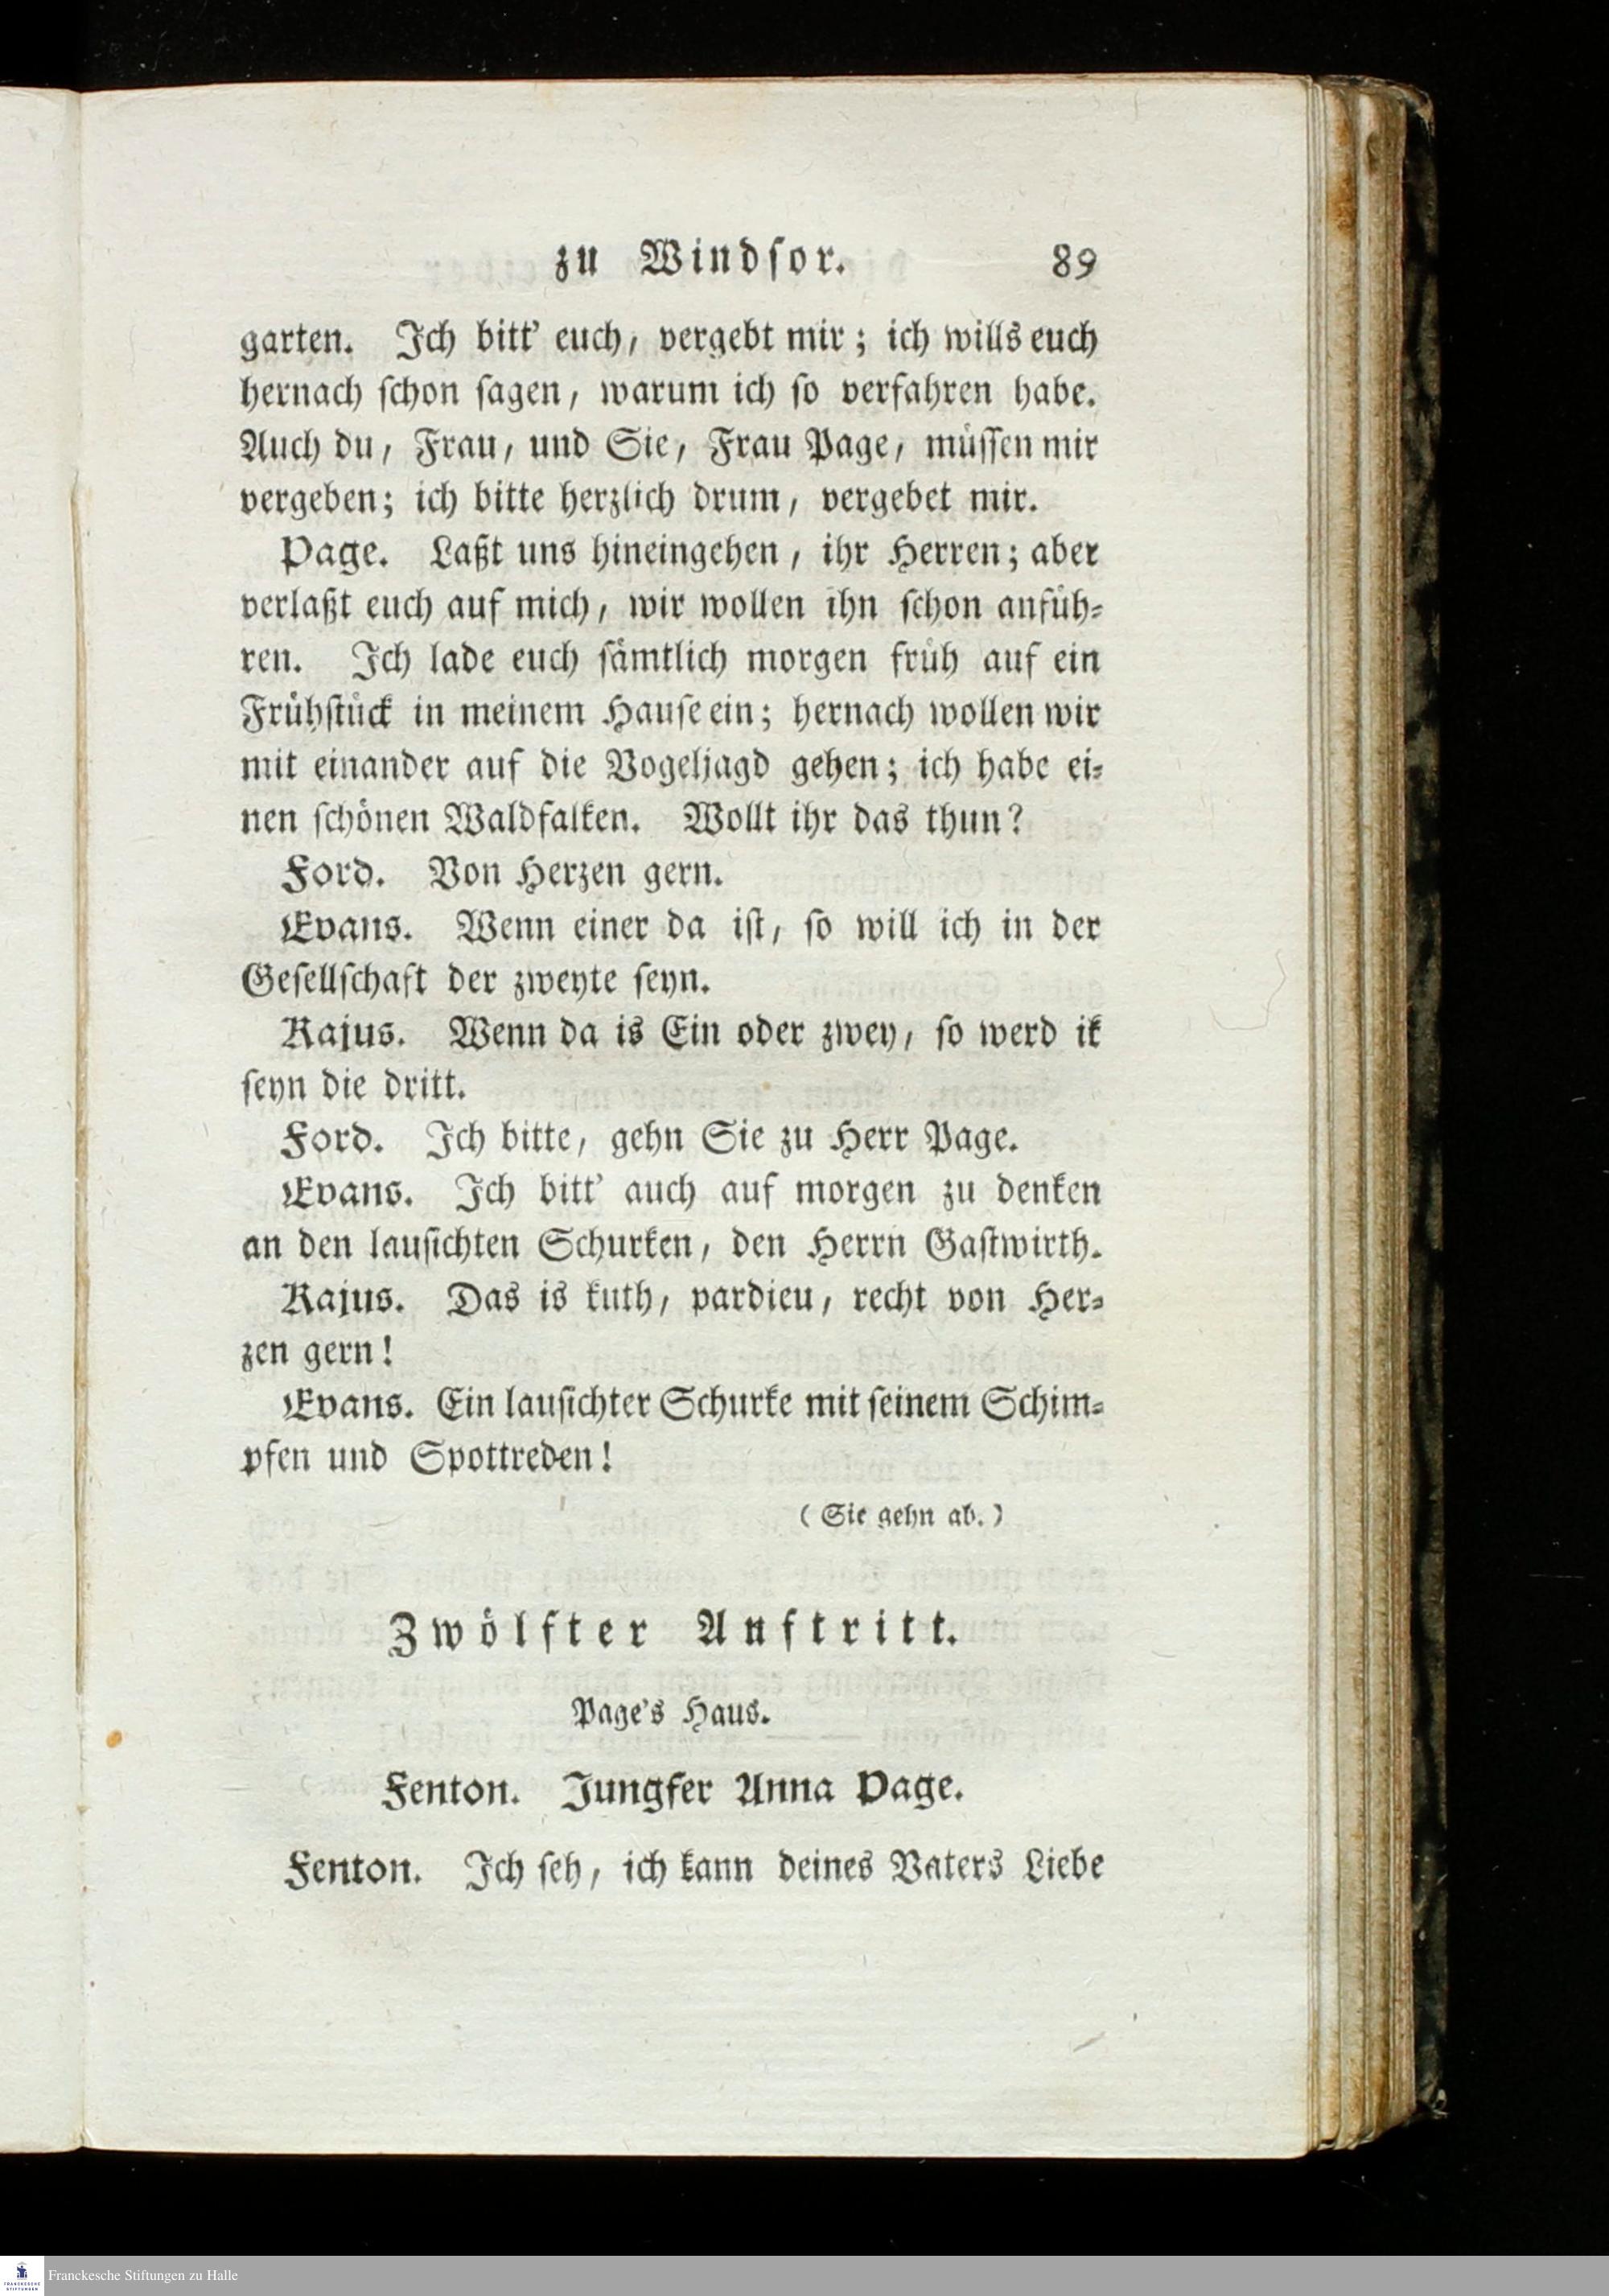 zu Windſor. 89
garten. Ich bitt' euch, vergebt mir; ich wills euch
hernach ſchon ſagen, warum ich ſo verfahren habe.
Auch du, Frau, und Sie, Frau Page, müſſen mir
vergeben; ich bitte herzlich drum, vergebet mir.
Page. Laßt uns hineingehen, ihr Herren; aber
verlaßt euch auf mich, wir wollen ihn ſchon anfüh-
ren. Ich lade euch ſämtlich morgen früh auf ein
Frühſtück in meinem Hauſe ein; hernach wollen wir
mit einander auf die Vogeljagd gehen; ich habe ei-
nen ſchönen Waldfalken. Wollt ihr das thun?
Ford. Von Herzen gern.
Evans. Wenn einer da iſt, ſo will ich in der
Geſellſchaft der zweyte ſeyn.
Kajus. Wenn da is Ein oder zwey, ſo werd ik
ſeyn die dritt.
Ford. Ich bitte, gehn Sie zu Herr Page.
Evans. Ich bitt' auch auf morgen zu denken
an den lauſichten Schurken, den Herrn Gaſtwirth.
Kajus. Das is kuth, pardieu, recht von Her-
zen gern!
Evans. Ein lauſichter Schurke mit ſeinem Schim-
pfen und Spottreden!
(Sie gehn ab.)
Zwölfter Auftritt.
Page's Haus.
Fenton. Jungfer Anna Page.
Fenton. Ich ſeh, ich kann deines Vaters Liebe
FRANCKESCHE
STIFTUNGEN
Franckesche Stiftungen zu Halle